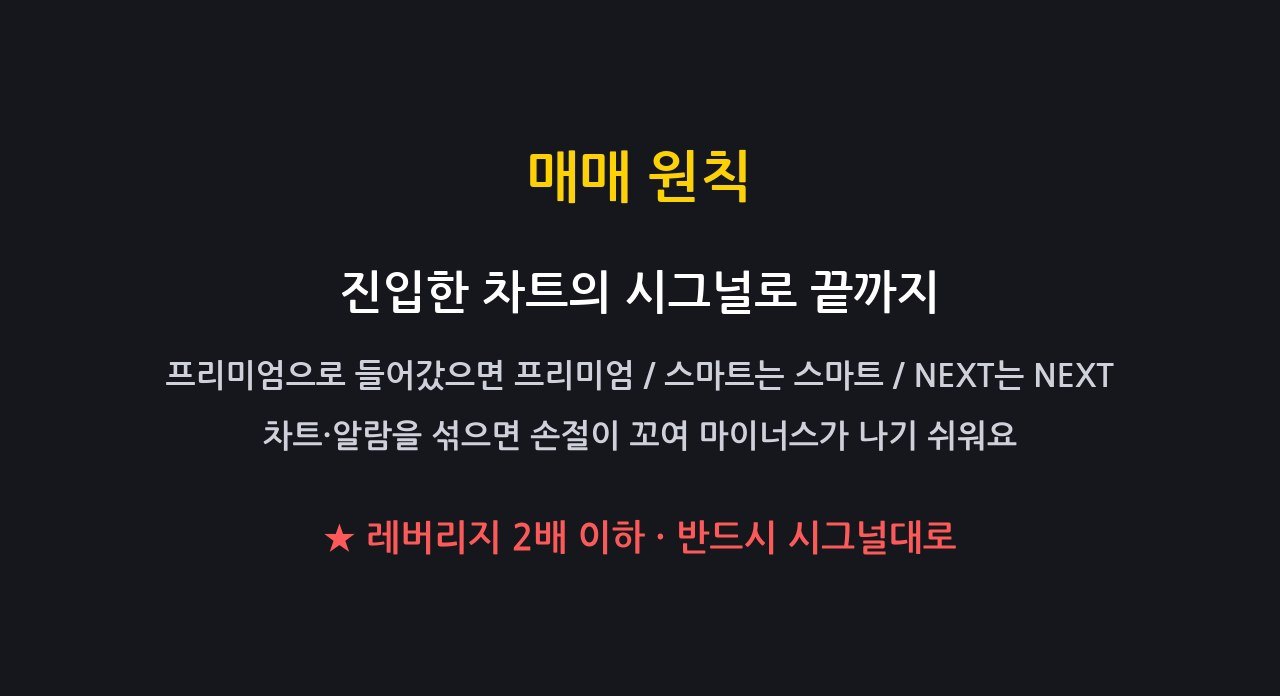 매매 원칙
진입한 차트의 시그널로 끝까지
프리미엄으로 들어갔으면 프리미엄 / 스마트는 스마트 / NEXT는 NEXT
차트·알람을 섞으면 손절이 꼬여 마이너스가 나기 쉬워요
★ 레버리지 2배 이하 · 반드시 시그널대로